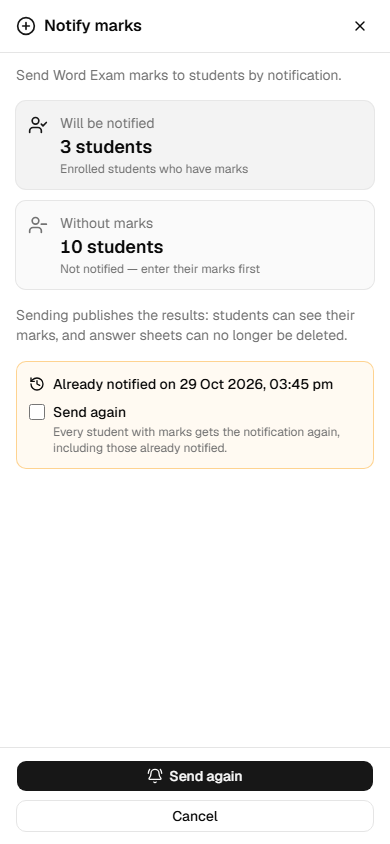 Notify marks
Send Word Exam marks to students by notification.
Will be notified
3 students
Enrolled students who have marks
Without marks
10 students
Not notified — enter their marks first
Sending publishes the results: students can see their
marks, and answer sheets can no longer be deleted.
Already notified on 29 Oct 2026, 03:45 pm
Send again
Every student with marks gets the notification again,
including those already notified.
Send again
Cancel